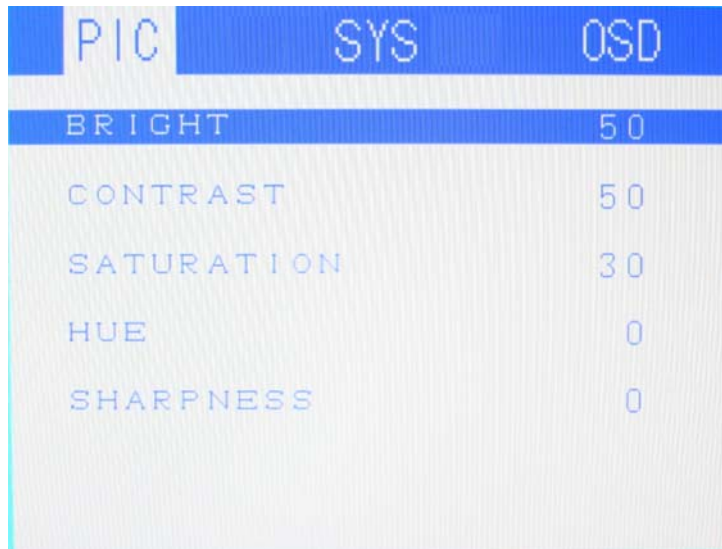 PIC SYS OSD
BRIGHT 50
CONTRAST 50
SATURATION 30
HUE 0
SHARPNESS 0